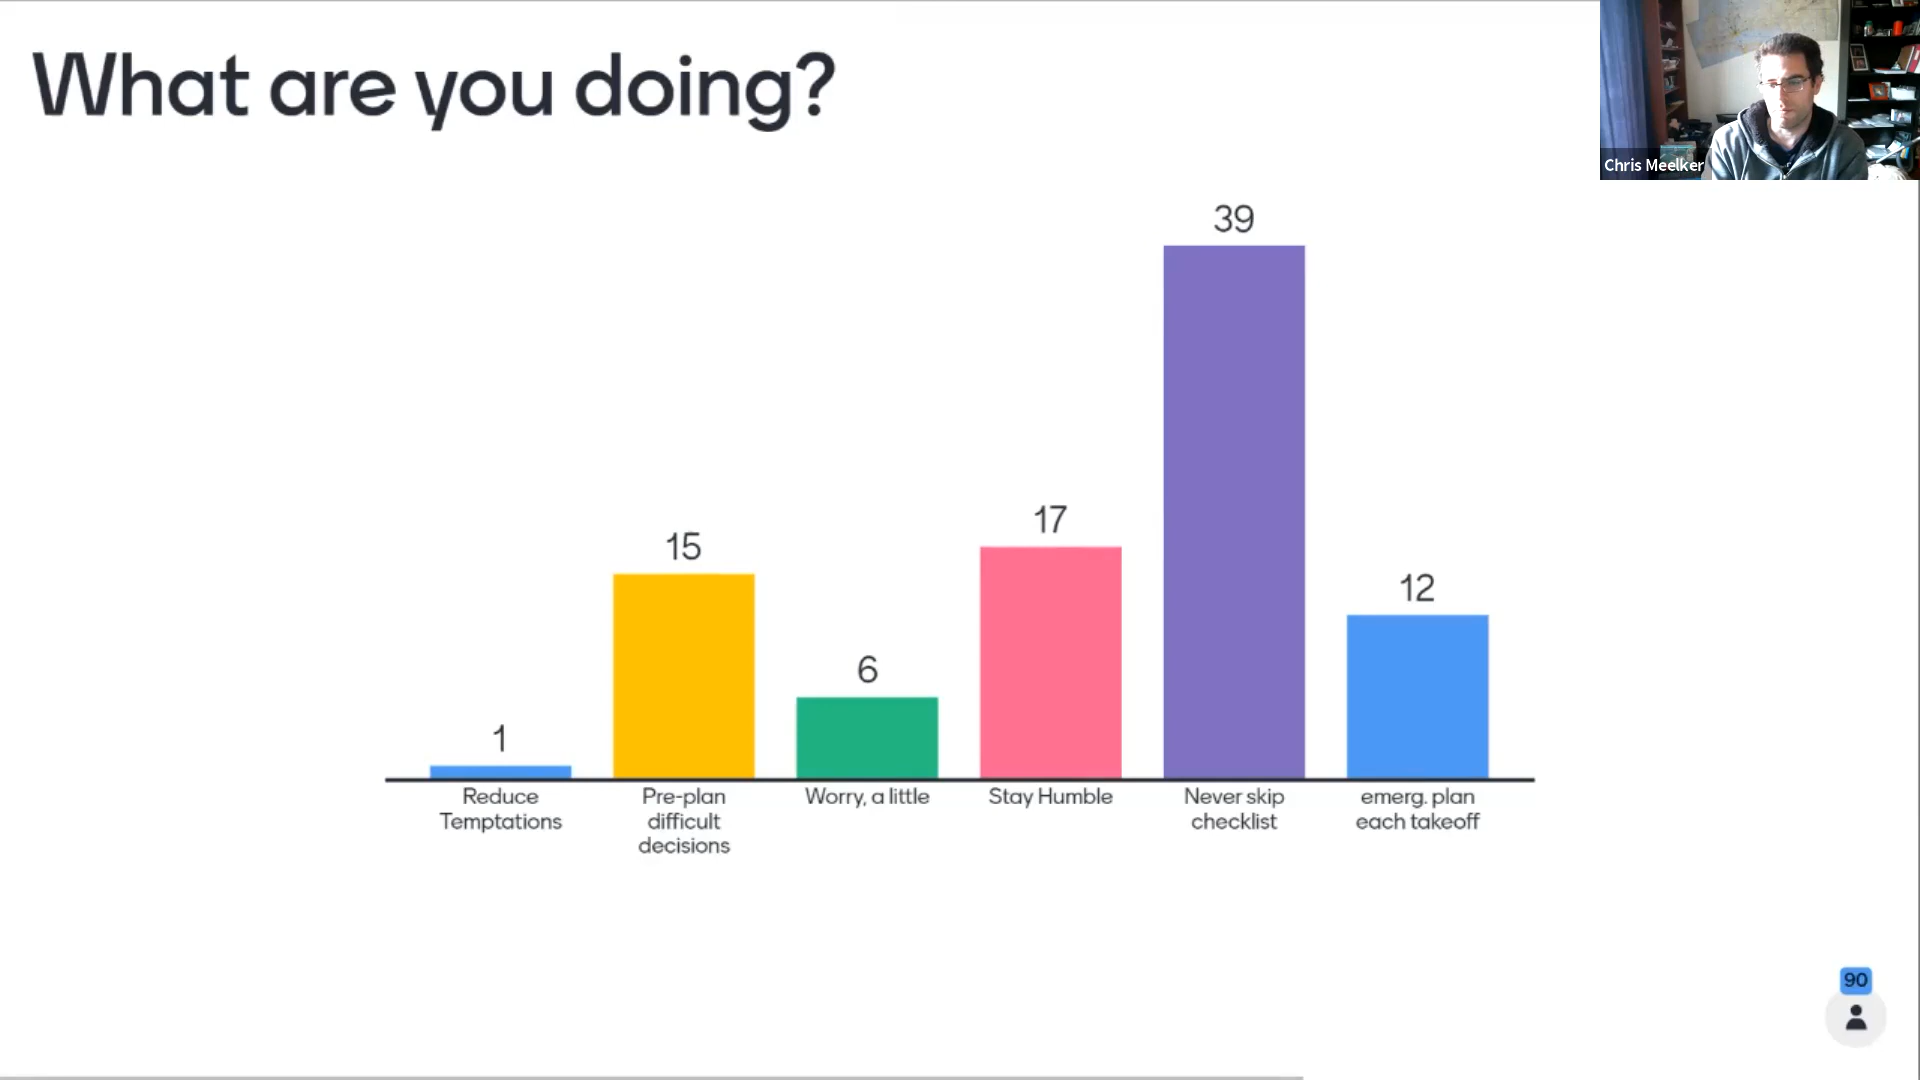 What are you doing?
Chris Meelker
39
17
15
12
6
1
Reduce
Temptations
Pre-plan
difficult
decisions
Worry, a little
Stay Humble
Never skip
checklist
emerg. plan
each takeoff
90